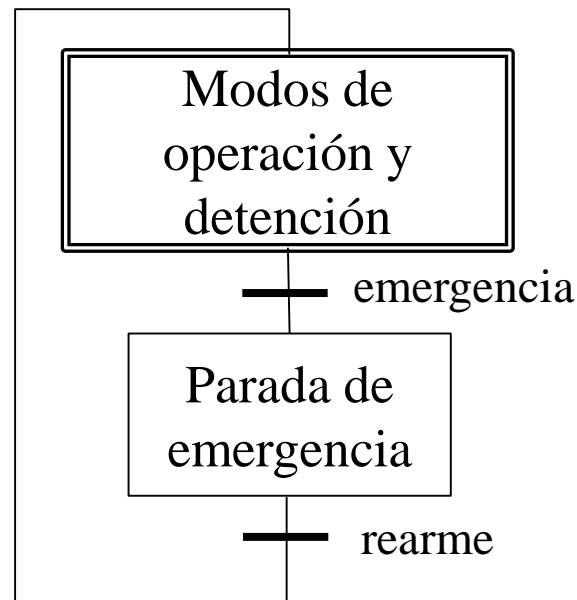 Modos de
operación y
detención
emergencia
Parada de
emergencia
rearme